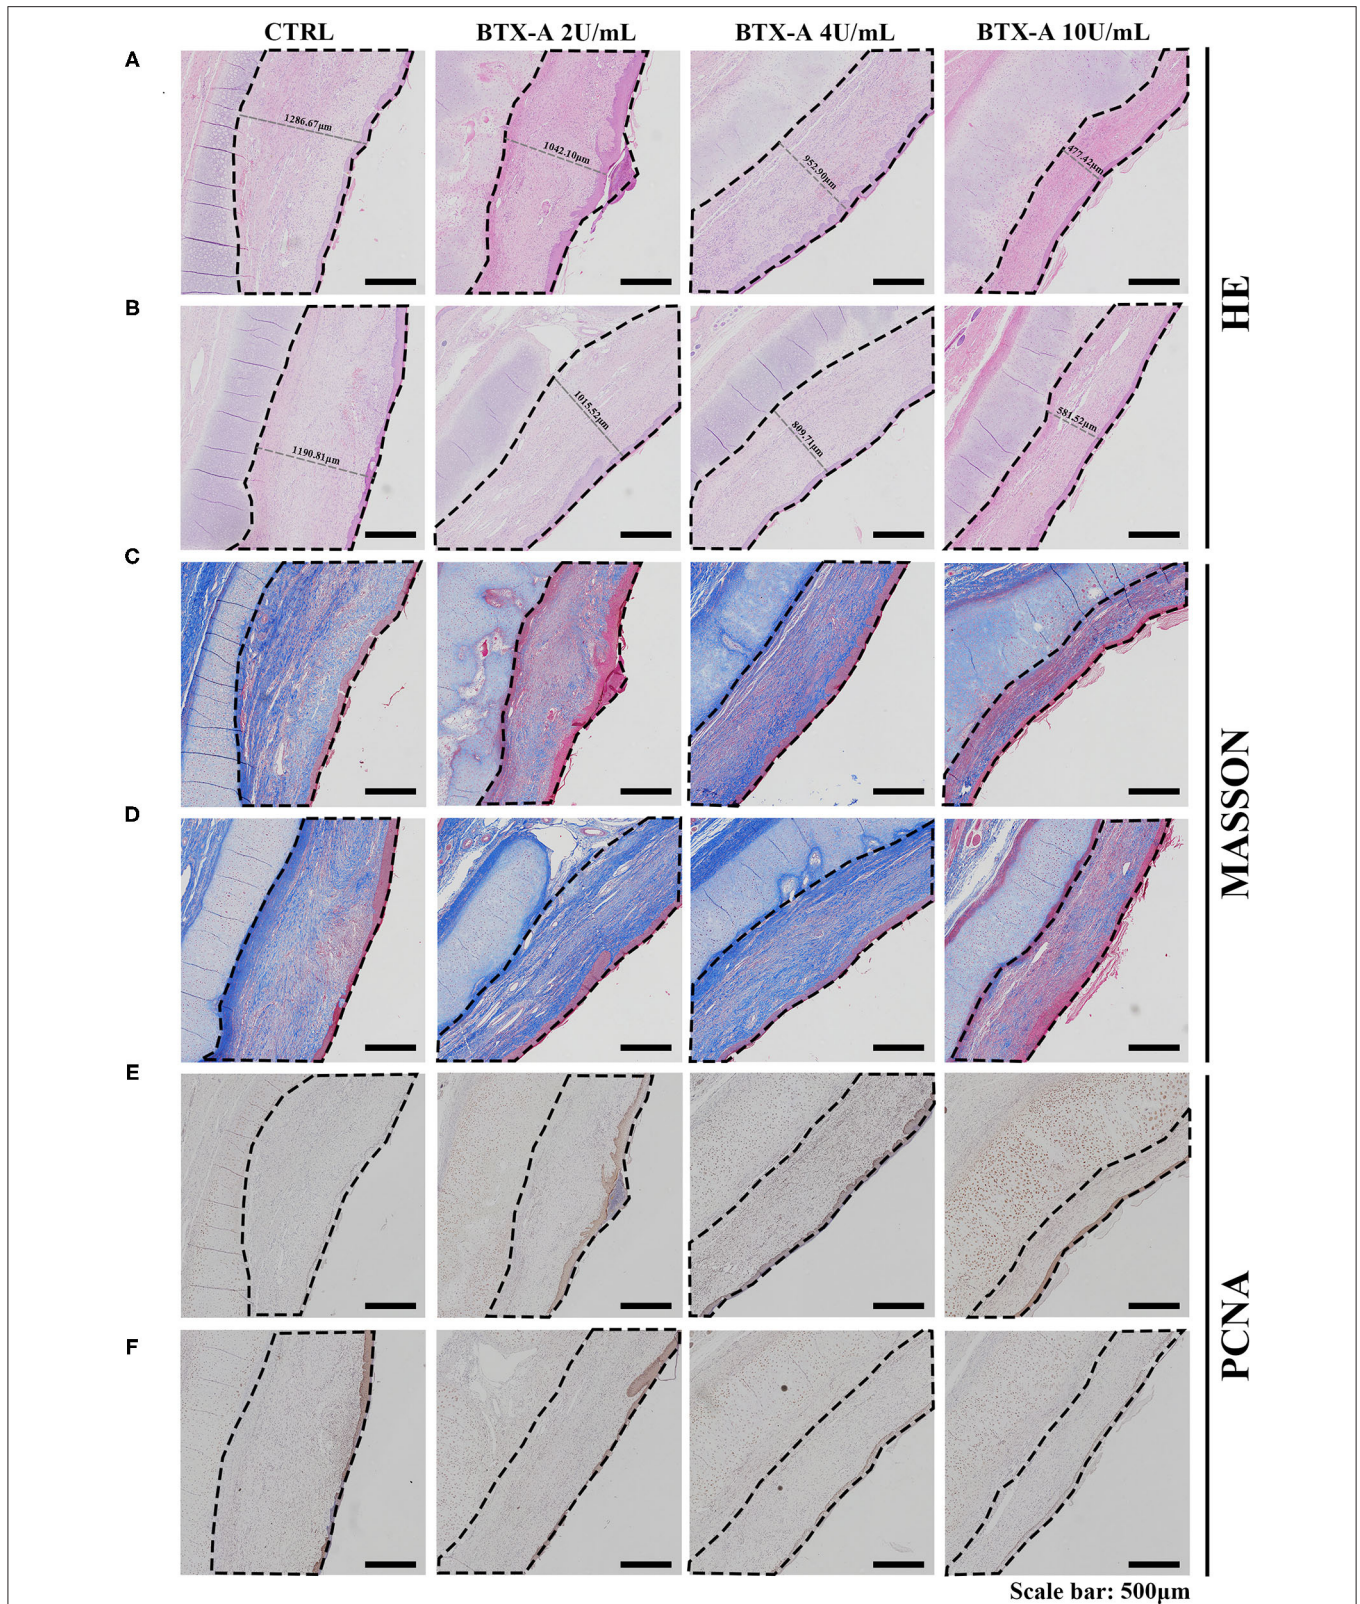 CTRL
BTX-A 2U/mL
BTX-A 4U/mL
BTX-A 10U/mL
A
1286.67μm
1042.10μm
952.90μm
477.42μm
HE
B
1190.81μm
1015.52μm
809.71μm
581.52μm
C
MASSON
D
E
PCNA
F
Scale bar: 500μm